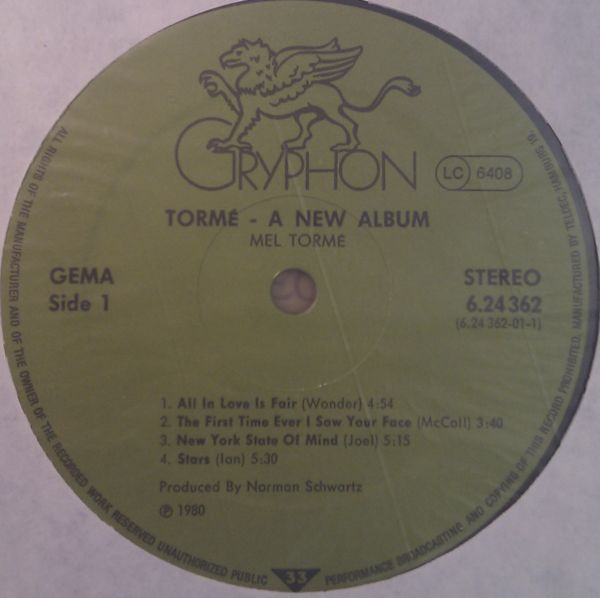 GRYPHON
LC 6408
TORMÉ - A NEW ALBUM
MEL TORMÉ
GEMA
Side 1
STEREO
6.24362
(6.24 362-01-1)
1. All In Love Is Fair (Wonder) 4:54
2. The First Time Ever I Saw Your Face (McCall) 3:40
3. New York State Of Mind (Joel) 5:15
4. Stars (Ian) 5:30
Produced By Norman Schwartz
℗ 1980
ALL RIGHTS OF THE MANUFACTURER AND OF THE OWNER OF THE RECORDED WORK RESERVED UNAUTHORIZED PUBLIC PERFORMANCE BROADCASTING AND COPYING OF THIS RECORD PROHIBITED, MANUFACTURED BY TELDEC, HAMBURG 19.
33